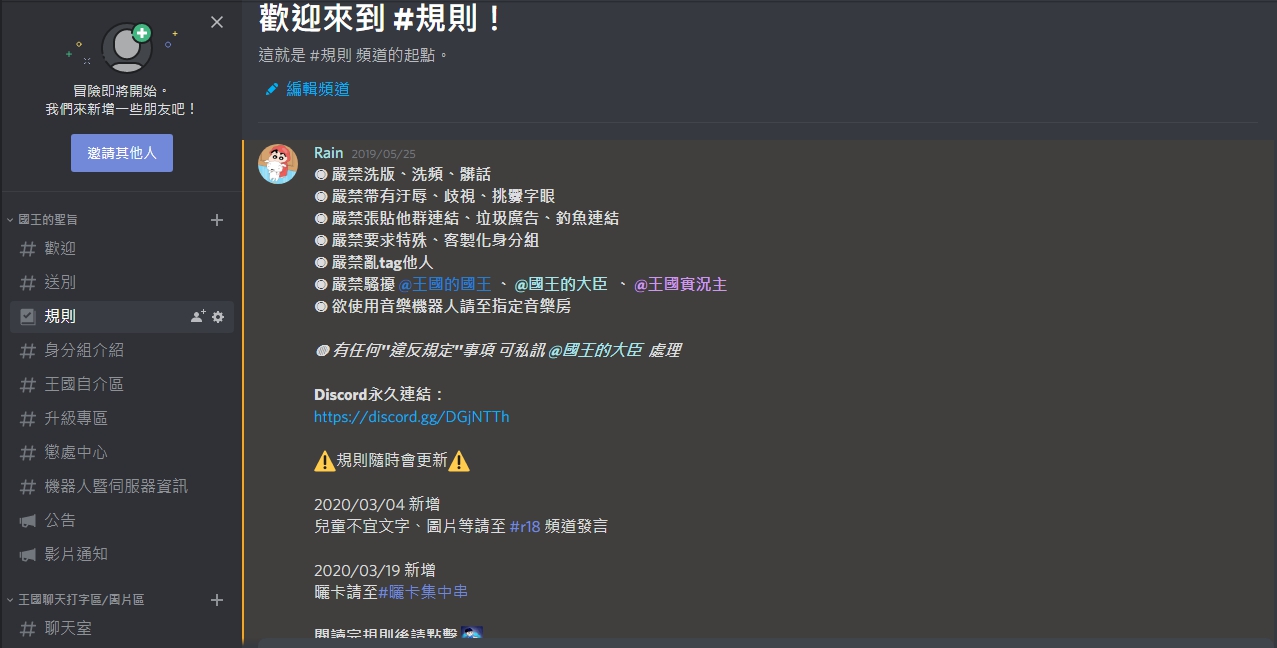 冒險即將開始。
我們來新增一些朋友吧！
邀請其他人
國王的聖旨
歡迎
送別
規則
身分組介紹
王國自介區
升級專區
懲處中心
機器人暨伺服器資訊
公告
影片通知
王國聊天打字區/圖片區
聊天室
歡迎來到 #規則！
這就是 #規則 頻道的起點。
編輯頻道
Rain 2019/05/25
◉ 嚴禁洗版、洗頻、髒話
◉ 嚴禁帶有汙辱、歧視、挑釁字眼
◉ 嚴禁張貼他群連結、垃圾廣告、釣魚連結
◉ 嚴禁要求特殊、客製化身分組
◉ 嚴禁亂tag他人
◉ 嚴禁騷擾 @王國的國王 、 @國王的大臣 、 @王國實況主
◉ 欲使用音樂機器人請至指定音樂房
◍ 有任何"違反規定"事項 可私訊 @國王的大臣 處理
Discord永久連結：
https://discord.gg/DGjNTTh
⚠規則隨時會更新⚠
2020/03/04 新增
兒童不宜文字、圖片等請至 #r18 頻道發言
2020/03/19 新增
曬卡請至#曬卡集中串
閱讀完規則後請點擊